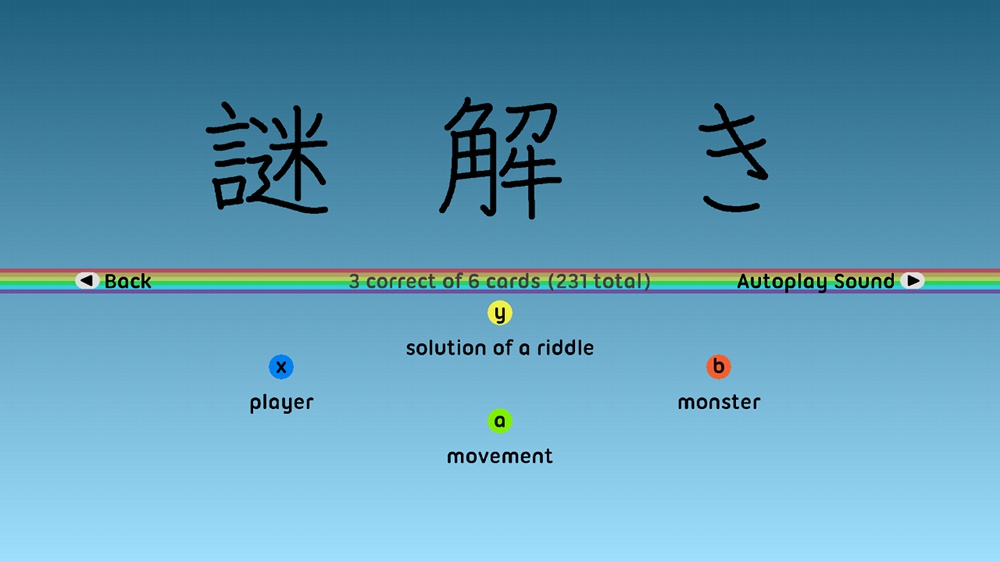 謎解き
Back 3 correct of 6 cards (231 total) Autoplay Sound
y
solution of a riddle
x b
player monster
a
movement